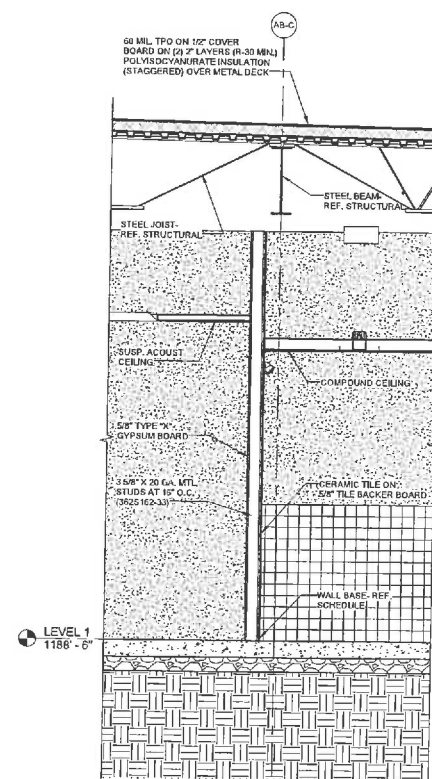 AB-C
60 MIL. TPO ON 1/2" COVER
BOARD ON (2) 2" LAYERS (R-30 MIN.)
POLYISOCYANURATE INSULATION
(STAGGERED) OVER METAL DECK
STEEL BEAM-
REF. STRUCTURAL
STEEL JOIST-
REF. STRUCTURAL
SUSP. ACOUST
CEILING
COMPOUND CEILING
5/8" TYPE "X"
GYPSUM BOARD
3 5/8" X 20 GA. MTL.
STUDS AT 16" O.C.
(362S162-33)
CERAMIC TILE ON
5/8" TILE BACKER BOARD
WALL BASE- REF.
SCHEDULE
LEVEL 1
1188' - 6"